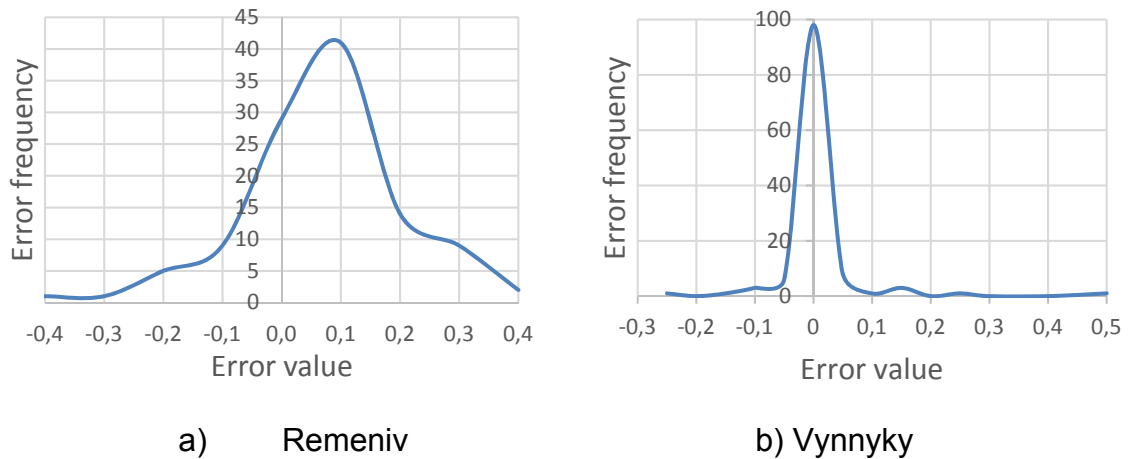 45
40
35
30
25
20
15
10
5
0
Error frequency
-0,4 -0,3 -0,2 -0,1 0,0 0,1 0,2 0,3 0,4
Error value
a) Remeniv
100
80
60
40
20
0
Error frequency
-0,3 -0,2 -0,1 0 0,1 0,2 0,3 0,4 0,5
Error value
b) Vynnyky